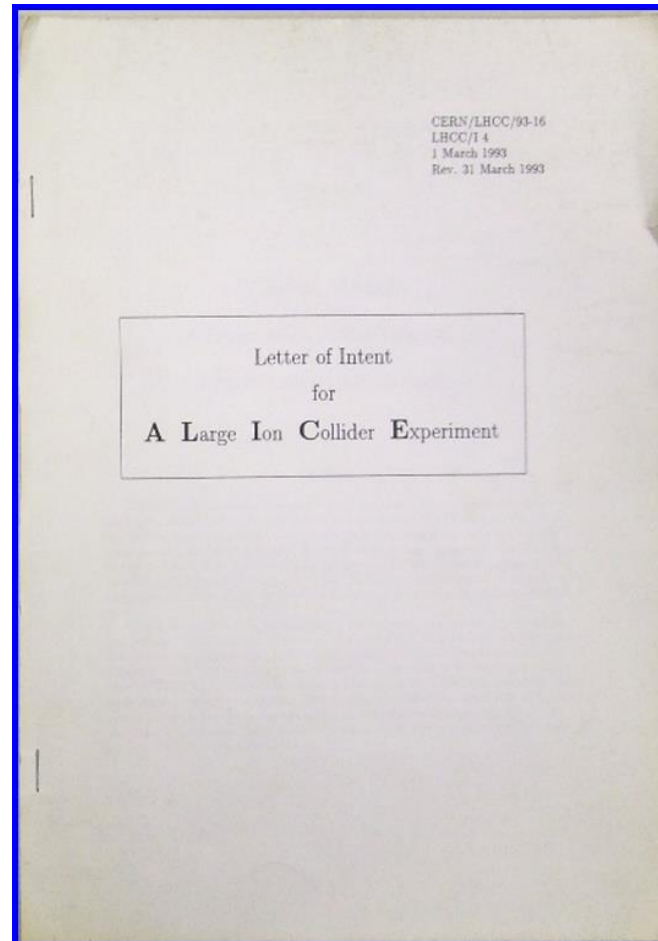 CERN/LHCC/93-16
LHCC/I 4
1 March 1993
Rev. 31 March 1993
Letter of Intent
for
A Large Ion Collider Experiment